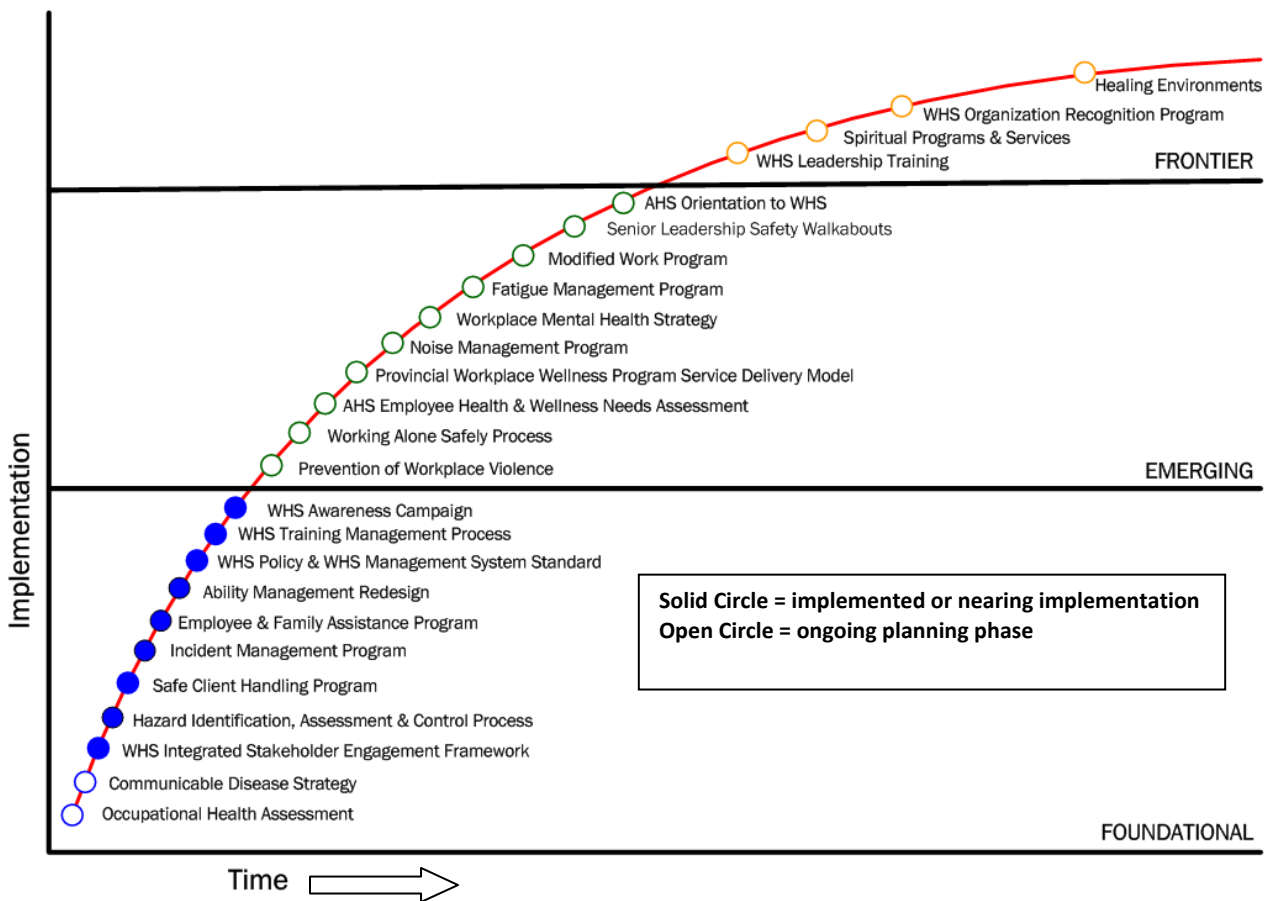 Healing Environments
WHS Organization Recognition Program
Spiritual Programs & Services
WHS Leadership Training
FRONTIER
AHS Orientation to WHS
Senior Leadership Safety Walkabouts
Modified Work Program
Fatigue Management Program
Workplace Mental Health Strategy
Noise Management Program
Provincial Workplace Wellness Program Service Delivery Model
AHS Employee Health & Wellness Needs Assessment
Working Alone Safely Process
Prevention of Workplace Violence
EMERGING
WHS Awareness Campaign
WHS Training Management Process
WHS Policy & WHS Management System Standard
Ability Management Redesign
Employee & Family Assistance Program
Incident Management Program
Safe Client Handling Program
Hazard Identification, Assessment & Control Process
WHS Integrated Stakeholder Engagement Framework
Communicable Disease Strategy
Occupational Health Assessment
FOUNDATIONAL
Solid Circle = implemented or nearing implementation
Open Circle = ongoing planning phase
Implementation
Time